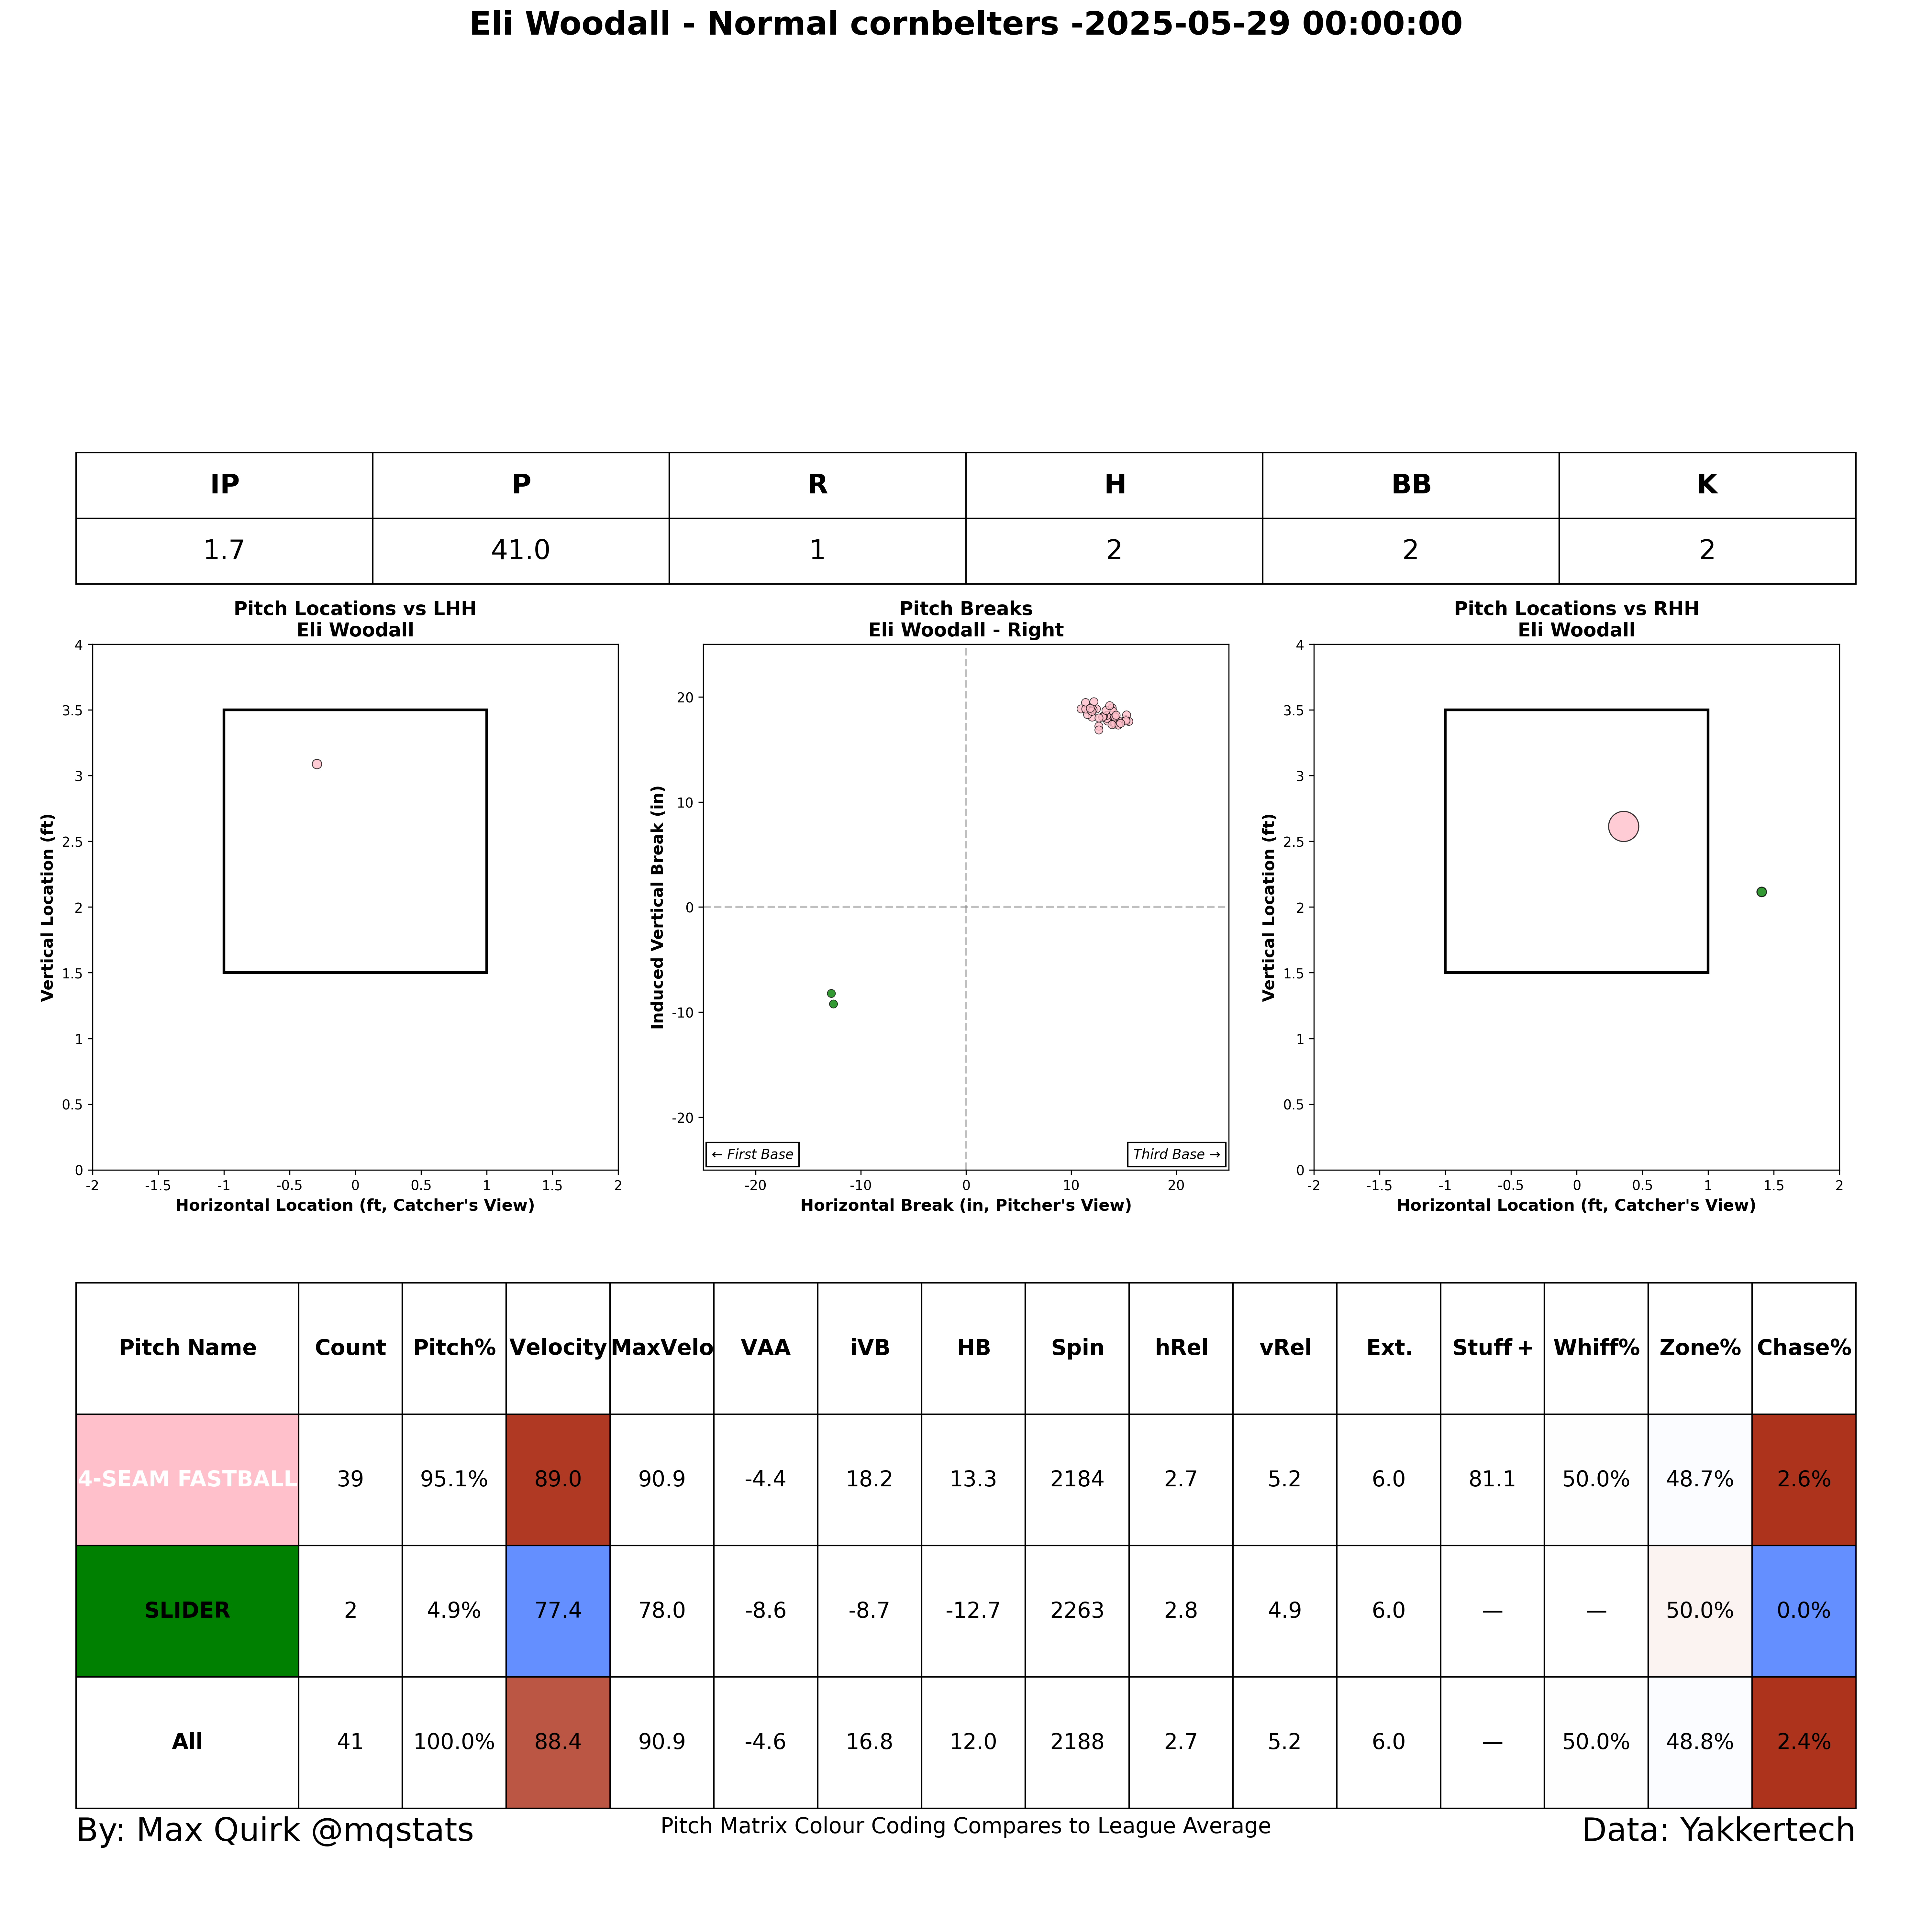 Eli Woodall - Normal cornbelters -2025-05-29 00:00:00
IP P R H BB K
1.7 41.0 1 2 2 2
Pitch Locations vs LHH
Eli Woodall
4
3.5
3
2.5
2
1.5
1
0.5
0
-2 -1.5 -1 -0.5 0 0.5 1 1.5 2
Vertical Location (ft)
Horizontal Location (ft, Catcher's View)
Pitch Breaks
Eli Woodall - Right
20
10
0
-10
-20
← First Base
Third Base →
-20 -10 0 10 20
Induced Vertical Break (in)
Horizontal Break (in, Pitcher's View)
Pitch Locations vs RHH
Eli Woodall
4
3.5
3
2.5
2
1.5
1
0.5
0
-2 -1.5 -1 -0.5 0 0.5 1 1.5 2
Vertical Location (ft)
Horizontal Location (ft, Catcher's View)
Pitch Name Count Pitch% Velocity MaxVelo VAA iVB HB Spin hRel vRel Ext. Stuff+ Whiff% Zone% Chase%
4-SEAM FASTBALL 39 95.1% 89.0 90.9 -4.4 18.2 13.3 2184 2.7 5.2 6.0 81.1 50.0% 48.7% 2.6%
SLIDER 2 4.9% 77.4 78.0 -8.6 -8.7 -12.7 2263 2.8 4.9 6.0 — — 50.0% 0.0%
All 41 100.0% 88.4 90.9 -4.6 16.8 12.0 2188 2.7 5.2 6.0 — 50.0% 48.8% 2.4%
By: Max Quirk @mqstats
Pitch Matrix Colour Coding Compares to League Average
Data: Yakkertech